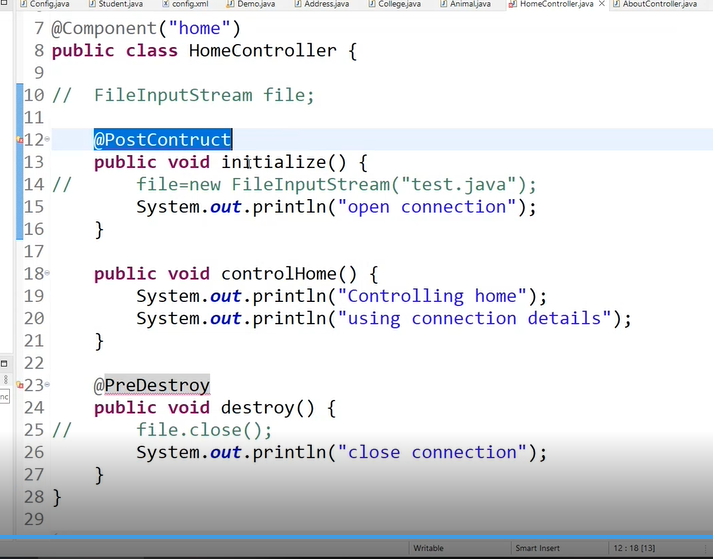 Config.java Student.java config.xml Demo.java Address.java College.java Animal.java HomeController.java AboutController.java
7 @Component("home")
8 public class HomeController {
9
10 // FileInputStream file;
11
12 @PostContruct
13 public void initialize() {
14 // file=new FileInputStream("test.java");
15 System.out.println("open connection");
16 }
17
18 public void controlHome() {
19 System.out.println("Controlling home");
20 System.out.println("using connection details");
21 }
22
23 @PreDestroy
24 public void destroy() {
25 // file.close();
26 System.out.println("close connection");
27 }
28 }
29
Writable Smart Insert 12 : 18 [13]